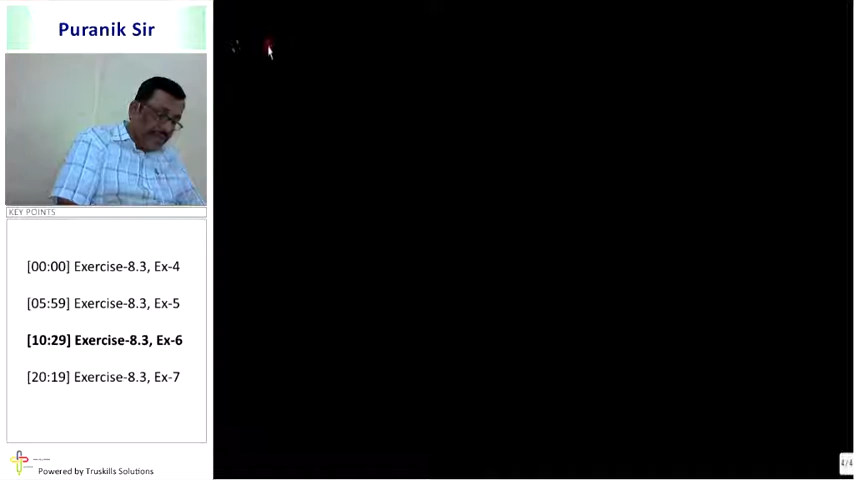 Puranik Sir
KEY POINTS
[00:00] Exercise-8.3, Ex-4
[05:59] Exercise-8.3, Ex-5
[10:29] Exercise-8.3, Ex-6
[20:19] Exercise-8.3, Ex-7
Powered by Truskills Solutions
4/4